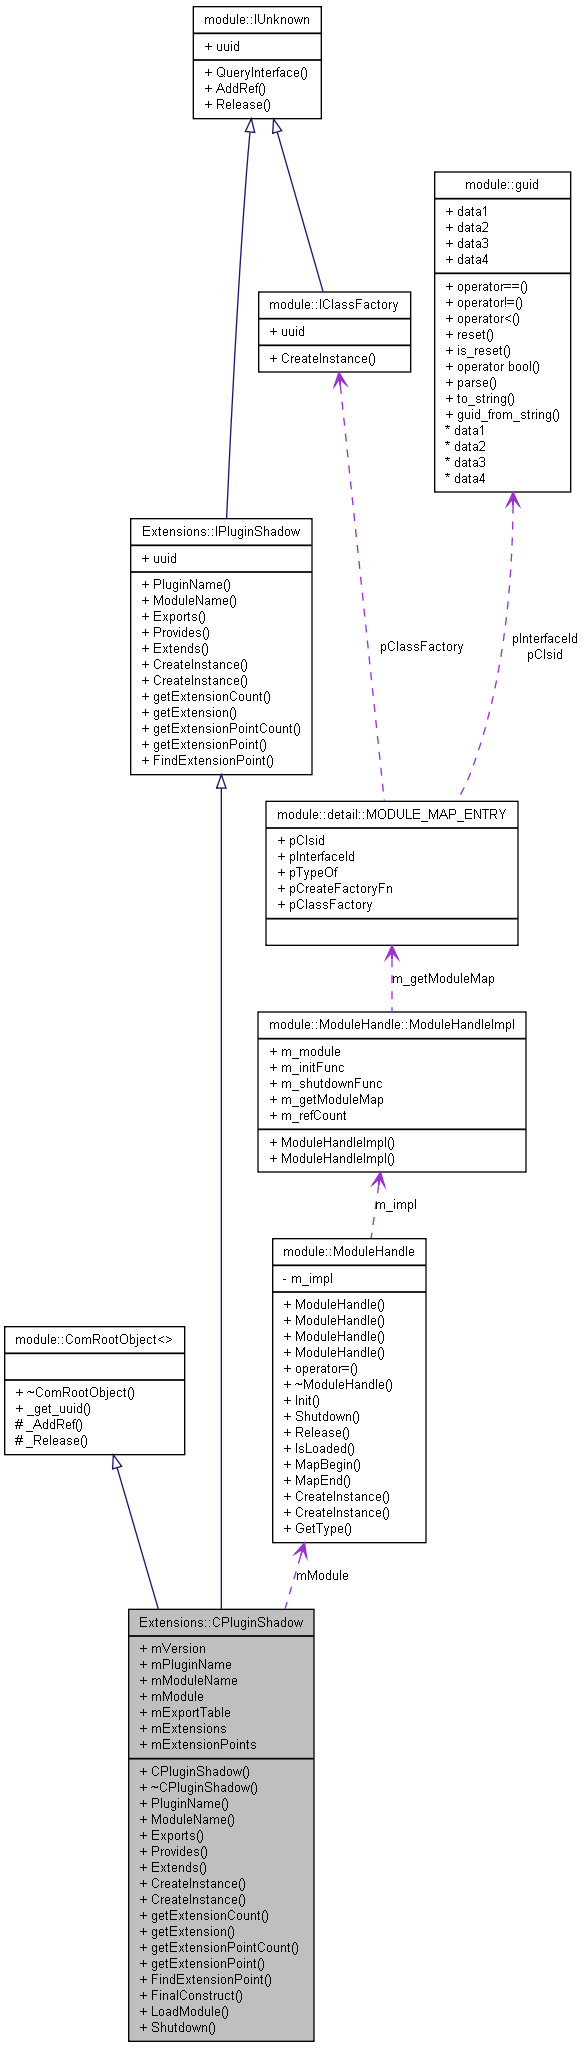 module::IUnknown
+ uuid
+ QueryInterface()
+ AddRef()
+ Release()
module::guid
+ data1
+ data2
+ data3
+ data4
+ operator==()
+ operator!=()
+ operator<()
+ reset()
+ is_reset()
+ operator bool()
+ parse()
+ to_string()
+ guid_from_string()
* data1
* data2
* data3
* data4
module::IClassFactory
+ uuid
+ CreateInstance()
Extensions::IPluginShadow
+ uuid
+ PluginName()
+ ModuleName()
+ Exports()
+ Provides()
+ Extends()
+ CreateInstance()
+ CreateInstance()
+ getExtensionCount()
+ getExtension()
+ getExtensionPointCount()
+ getExtensionPoint()
+ FindExtensionPoint()
pClassFactory
pInterfaceId
pClsid
module::detail::MODULE_MAP_ENTRY
+ pClsid
+ pInterfaceId
+ pTypeOf
+ pCreateFactoryFn
+ pClassFactory
m_getModuleMap
module::ModuleHandle::ModuleHandleImpl
+ m_module
+ m_initFunc
+ m_shutdownFunc
+ m_getModuleMap
+ m_refCount
+ ModuleHandleImpl()
+ ModuleHandleImpl()
m_impl
module::ModuleHandle
- m_impl
+ ModuleHandle()
+ ModuleHandle()
+ ModuleHandle()
+ ModuleHandle()
+ operator=()
+ ~ModuleHandle()
+ Init()
+ Shutdown()
+ Release()
+ IsLoaded()
+ MapBegin()
+ MapEnd()
+ CreateInstance()
+ CreateInstance()
+ GetType()
module::ComRootObject<>
+ ~ComRootObject()
+ _get_uuid()
# _AddRef()
# _Release()
mModule
Extensions::CPluginShadow
+ mVersion
+ mPluginName
+ mModuleName
+ mModule
+ mExportTable
+ mExtensions
+ mExtensionPoints
+ CPluginShadow()
+ ~CPluginShadow()
+ PluginName()
+ ModuleName()
+ Exports()
+ Provides()
+ Extends()
+ CreateInstance()
+ CreateInstance()
+ getExtensionCount()
+ getExtension()
+ getExtensionPointCount()
+ getExtensionPoint()
+ FindExtensionPoint()
+ FinalConstruct()
+ LoadModule()
+ Shutdown()